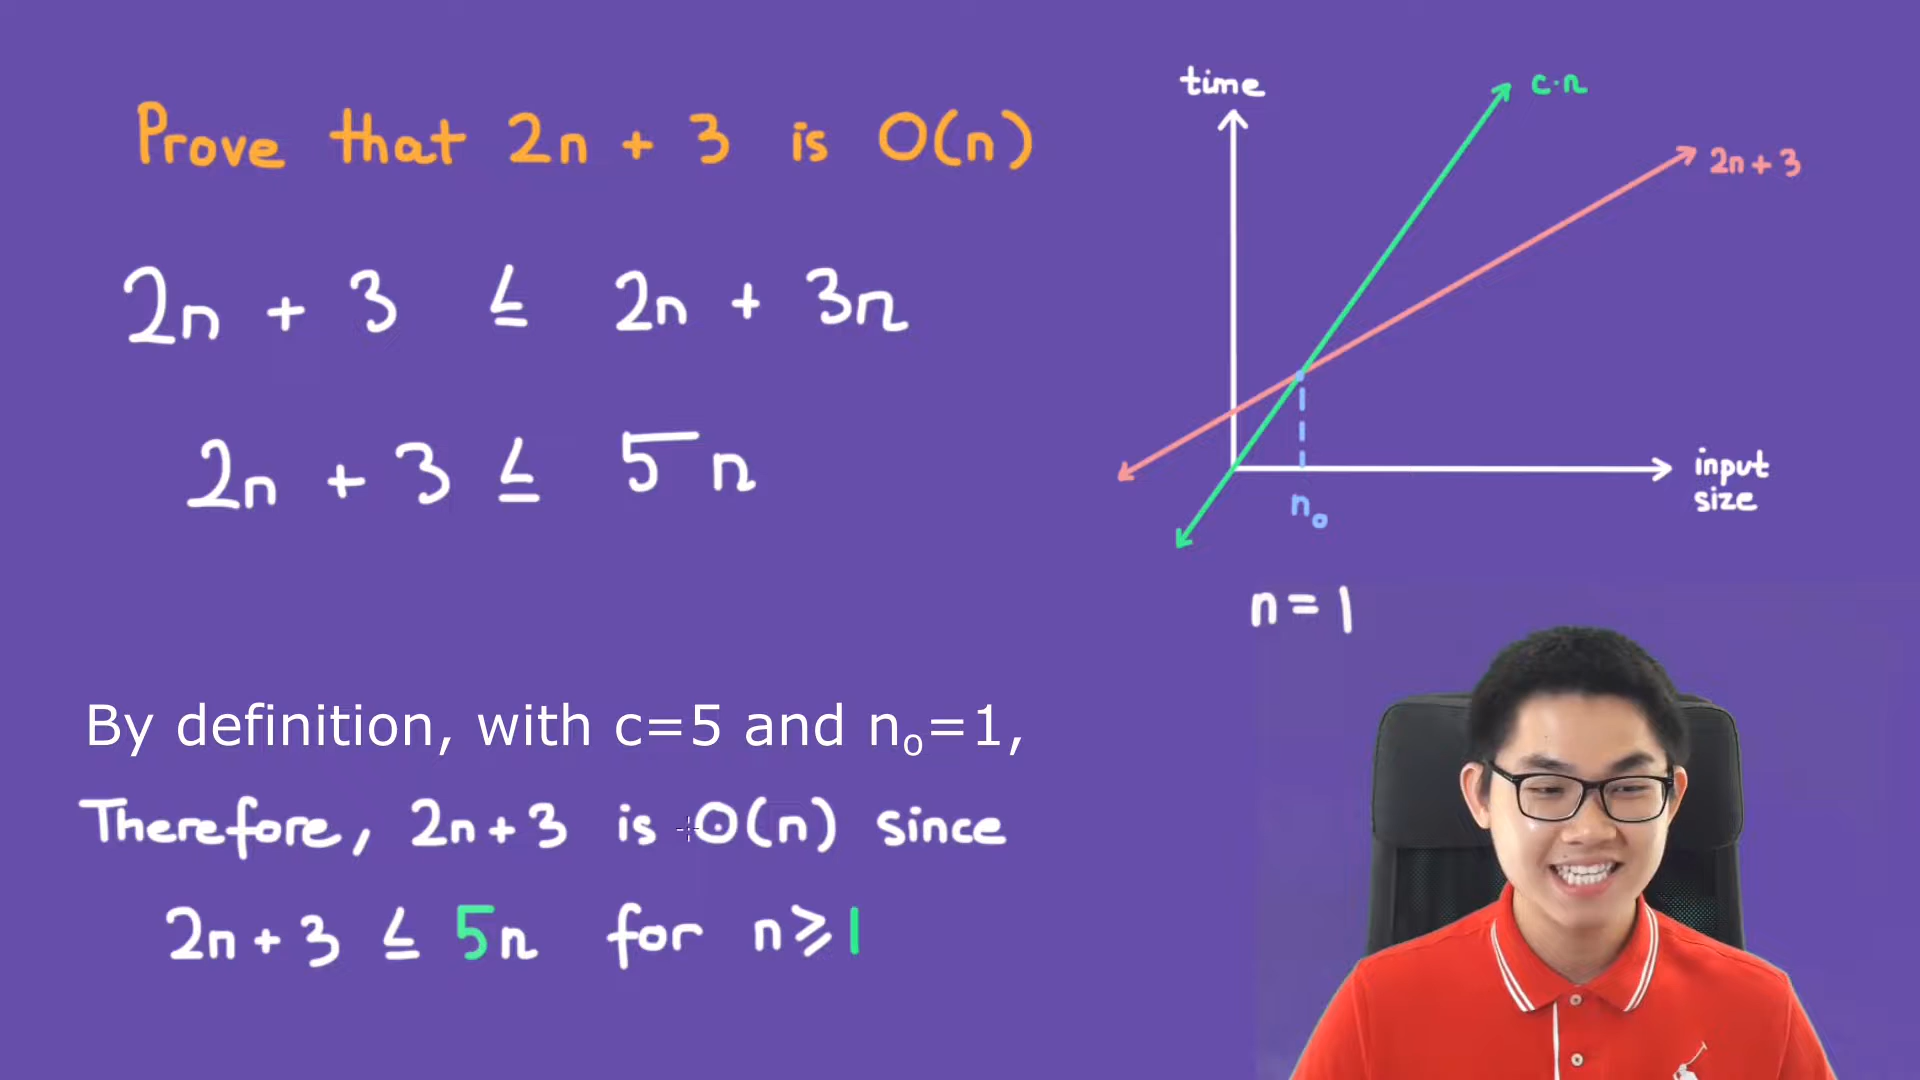 Prove that 2n + 3 is O(n)
2n + 3 ≤ 2n + 3n
2n + 3 ≤ 5n
By definition, with c=5 and n₀=1,
Therefore, 2n+3 is O(n) since
2n+3 ≤ 5n for n≥1
time
c·n
2n+3
input
size
n₀
n=1